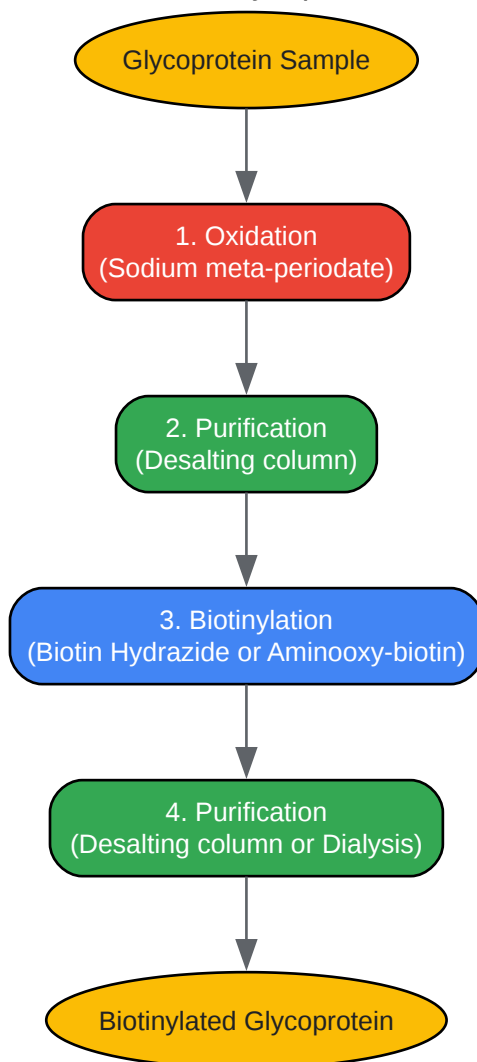 Glycoprotein Sample
1. Oxidation
(Sodium meta-periodate)
2. Purification
(Desalting column)
3. Biotinylation
(Biotin Hydrazide or Aminooxy-biotin)
4. Purification
(Desalting column or Dialysis)
Biotinylated Glycoprotein